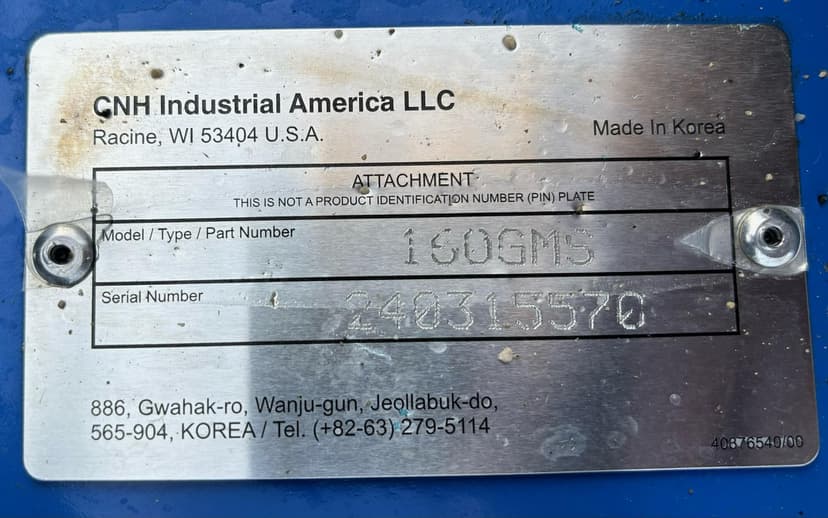 CNH Industrial America LLC
Racine, WI 53404 U.S.A.
Made In Korea
ATTACHMENT
THIS IS NOT A PRODUCT IDENTIFICATION NUMBER (PIN) PLATE
Model / Type / Part Number
160GMS
Serial Number
240315570
886, Gwahak-ro, Wanju-gun, Jeollabuk-do,
565-904, KOREA / Tel. (+82-63) 279-5114
40876540/00